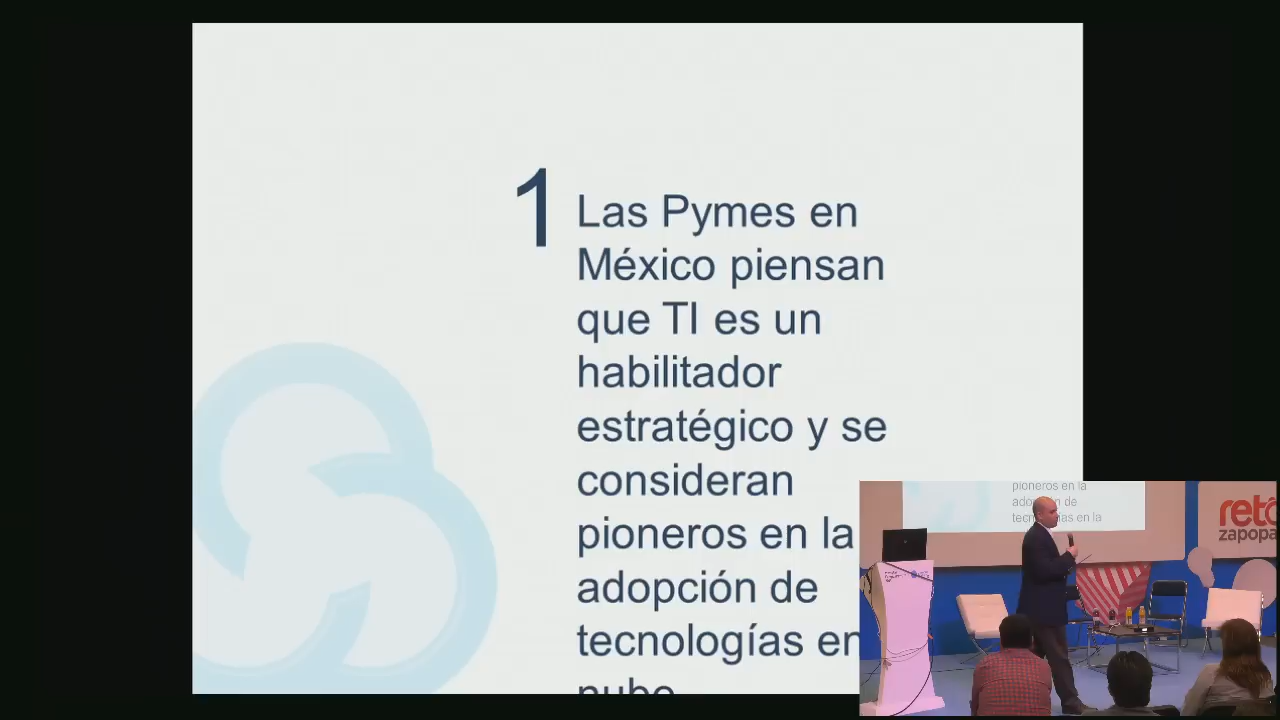 1
Las Pymes en
México piensan
que TI es un
habilitador
estratégico y se
consideran
pioneros en la
adopción de
tecnologías en
nube
pioneros en la
adopción de
tecnologías en la
reto
zapopa